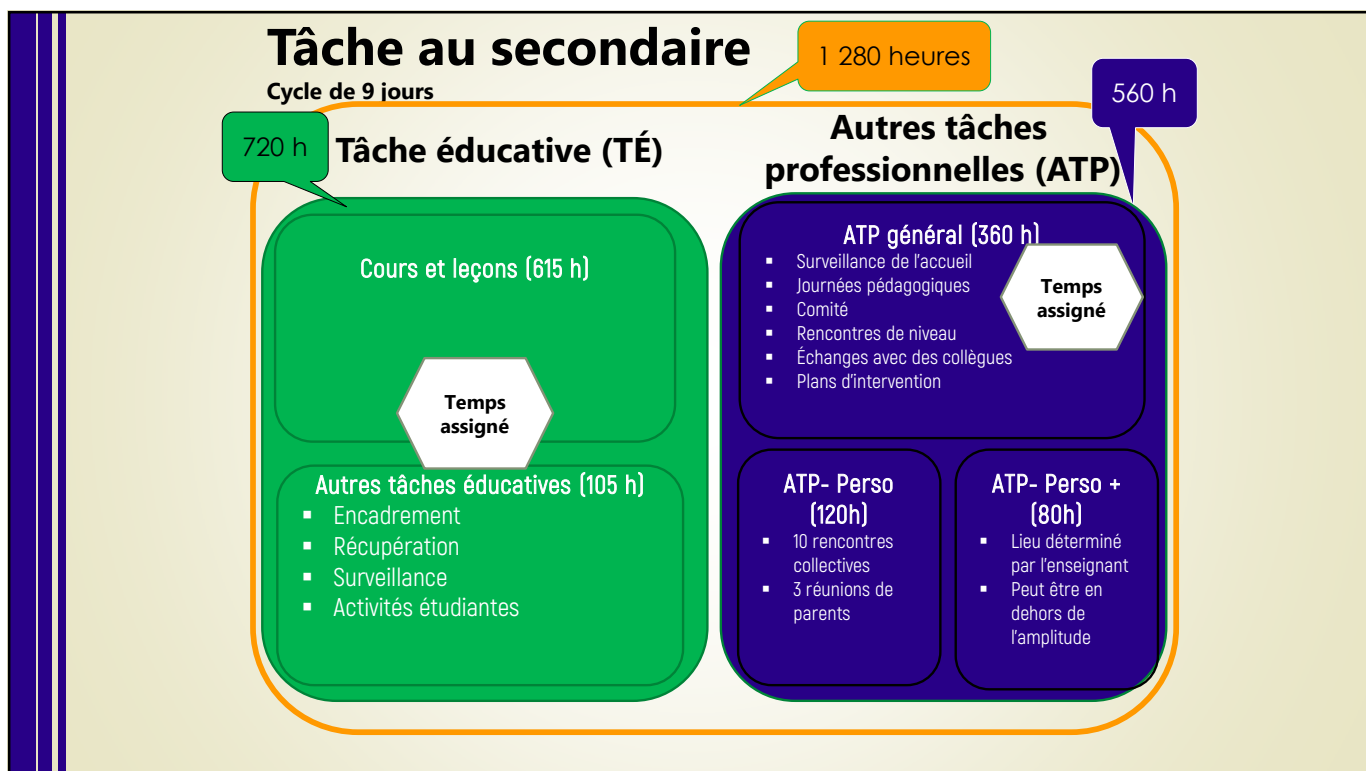 Tâche au secondaire
Cycle de 9 jours
1 280 heures
560 h
720 h
Tâche éducative (TÉ)
Autres tâches
professionnelles (ATP)
Cours et leçons (615 h)
Temps
assigné
Autres tâches éducatives (105 h)
▪ Encadrement
▪ Récupération
▪ Surveillance
▪ Activités étudiantes
ATP général (360 h)
▪ Surveillance de l'accueil
▪ Journées pédagogiques
▪ Comité
▪ Rencontres de niveau
▪ Échanges avec des collègues
▪ Plans d'intervention
Temps
assigné
ATP- Perso
(120h)
▪ 10 rencontres
collectives
▪ 3 réunions de
parents
ATP- Perso +
(80h)
▪ Lieu déterminé
par l'enseignant
▪ Peut être en
dehors de
l'amplitude